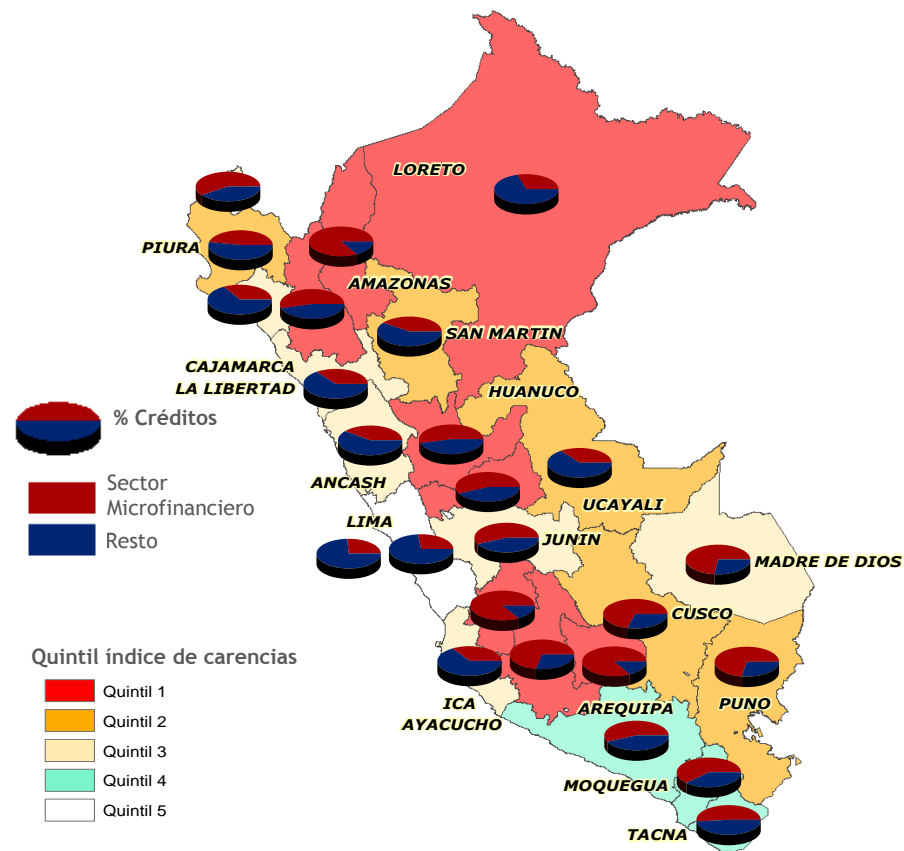 LORETO
PIURA
AMAZONAS
SAN MARTIN
CAJAMARCA
LA LIBERTAD
HUANUCO
% Créditos
ANCASH
UCAYALI
Sector
Microfinanciero
LIMA
Resto
JUNIN
MADRE DE DIOS
CUSCO
Quintil índice de carencias
Quintil 1
Quintil 2
Quintil 3
Quintil 4
Quintil 5
ICA
AYACUCHO
AREQUIPA
PUNO
MOQUEGUA
TACNA